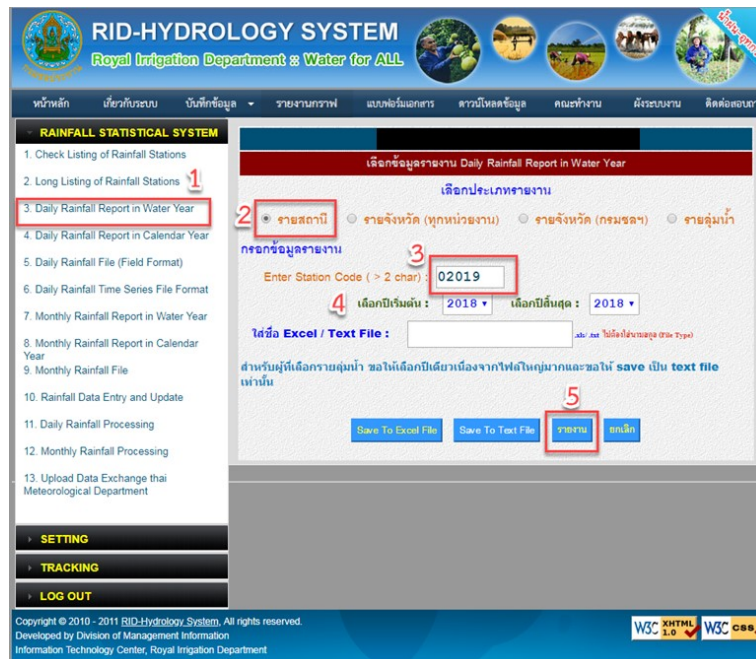 RID-HYDROLOGY SYSTEM
Royal Irrigation Department :: Water for ALL
หน้าหลัก เกี่ยวกับระบบ บันทึกข้อมูล รายงานกราฟ แบบฟอร์มเอกสาร ดาวน์โหลดข้อมูล คณะทำงาน ผังระบบงาน ติดต่อสอบถาม
RAINFALL STATISTICAL SYSTEM
1. Check Listing of Rainfall Stations
2. Long Listing of Rainfall Stations
1
3. Daily Rainfall Report in Water Year
4. Daily Rainfall Report in Calendar Year
5. Daily Rainfall File (Field Format)
6. Daily Rainfall Time Series File Format
7. Monthly Rainfall Report in Water Year
8. Monthly Rainfall Report in Calendar Year
9. Monthly Rainfall File
10. Rainfall Data Entry and Update
11. Daily Rainfall Processing
12. Monthly Rainfall Processing
13. Upload Data Exchange thai Meteorological Department
SETTING
TRACKING
LOG OUT
เลือกข้อมูลรายงาน Daily Rainfall Report in Water Year
เลือกประเภทรายงาน
2 รายสถานี รายจังหวัด (ทุกหน่วยงาน) รายจังหวัด (กรมชลฯ) รายลุ่มน้ำ
กรอกข้อมูลรายงาน
3
Enter Station Code ( > 2 char) : 02019
4 เลือกปีเริ่มต้น : 2018 เลือกปีสิ้นสุด : 2018
ใส่ชื่อ Excel / Text File : .xls/ .txt ไม่ต้องใส่นามสกุล (File Type)
สำหรับผู้ที่เลือกรายลุ่มน้ำ ขอให้เลือกปีเดียวเนื่องจากไฟล์ใหญ่มากและขอให้ save เป็น text file
เท่านั้น
5
Save To Excel File Save To Text File รายงาน ยกเลิก
Copyright © 2010 - 2011 RID-Hydrology System, All rights reserved.
Developed by Division of Management Information
Information Technology Center, Royal Irrigation Department
W3C XHTML 1.0 W3C css